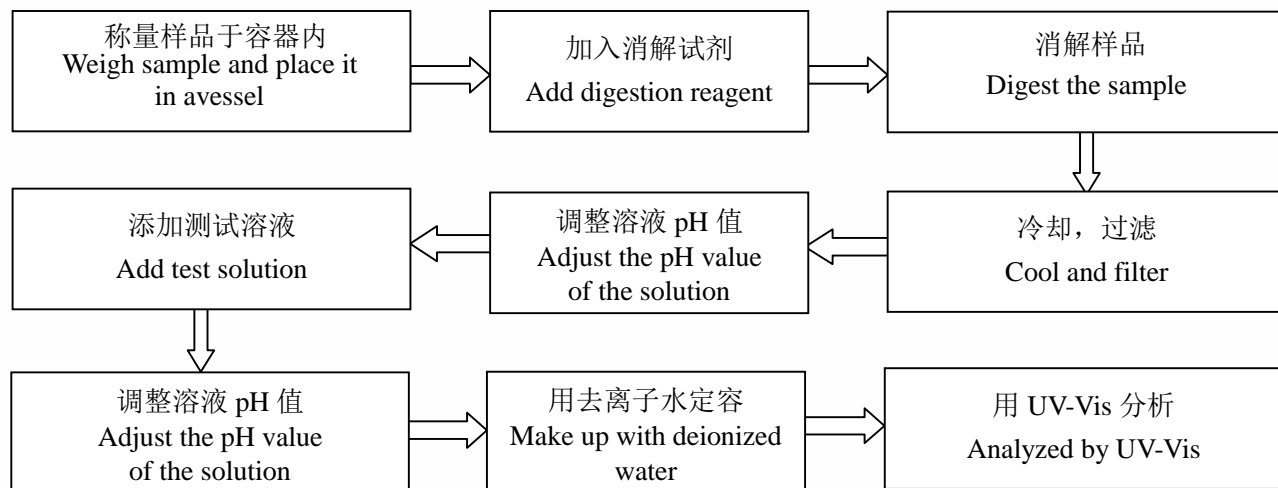 称量样品于容器内
Weigh sample and place it
in avessel
加入消解试剂
Add digestion reagent
消解样品
Digest the sample
冷却，过滤
Cool and filter
调整溶液 pH 值
Adjust the pH value
of the solution
添加测试溶液
Add test solution
调整溶液 pH 值
Adjust the pH value
of the solution
用去离子水定容
Make up with deionized
water
用 UV-Vis 分析
Analyzed by UV-Vis